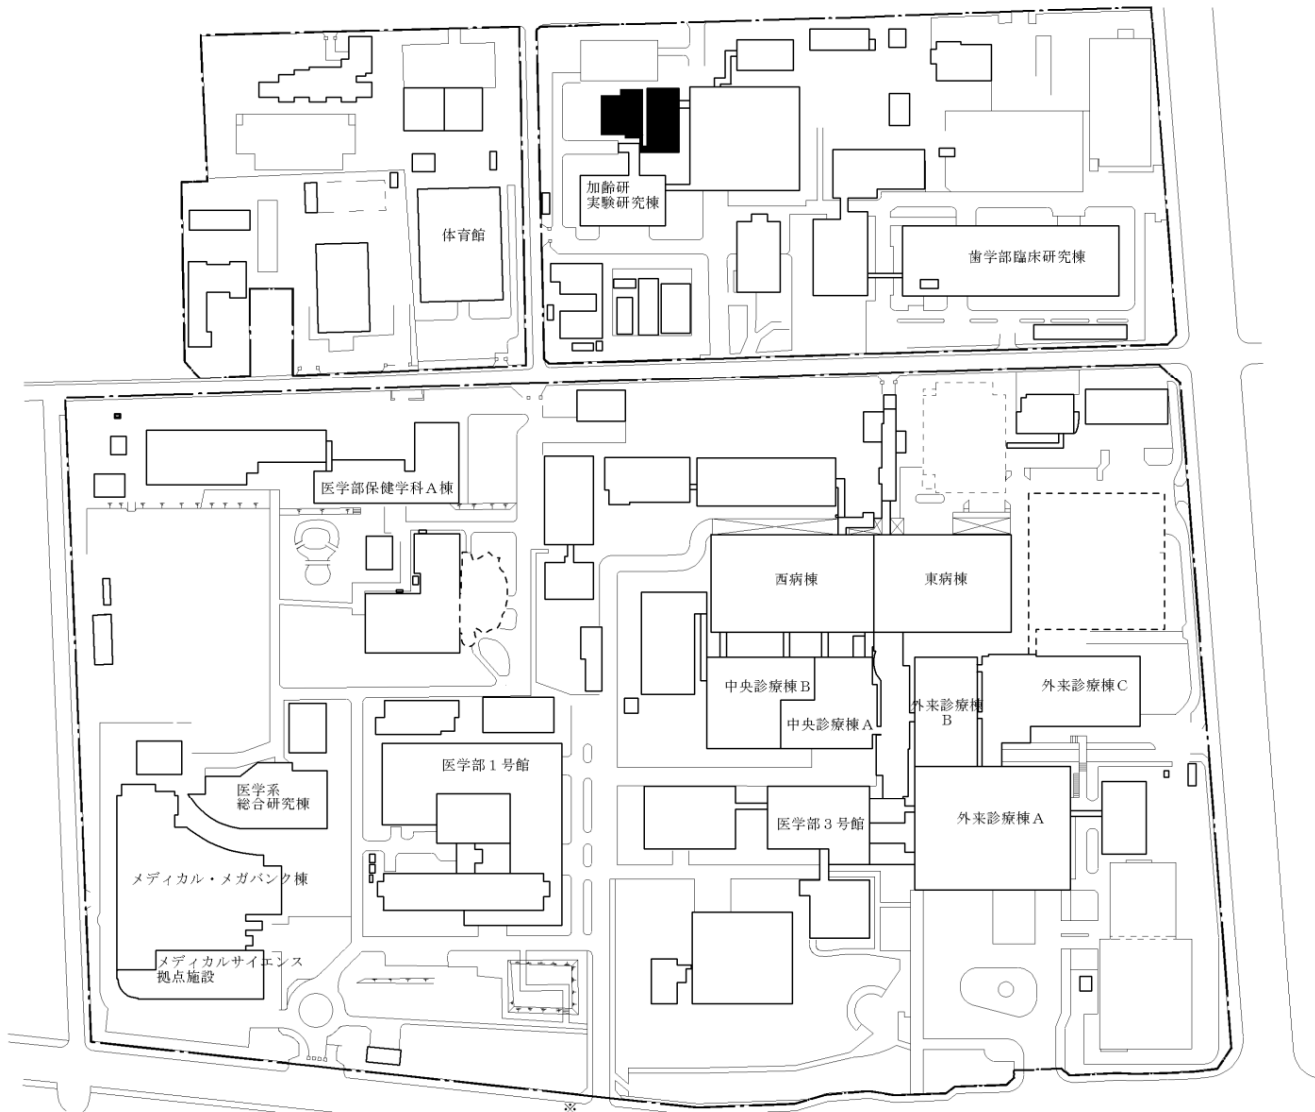 加齢研
実験研究棟
体育館
歯学部臨床研究棟
医学部保健学科A棟
西病棟
東病棟
中央診療棟B
中央診療棟A
外来診療棟
B
外来診療棟C
医学部1号館
医学系
総合研究棟
医学部3号館
外来診療棟A
メディカル・メガバンク棟
メディカルサイエンス
拠点施設